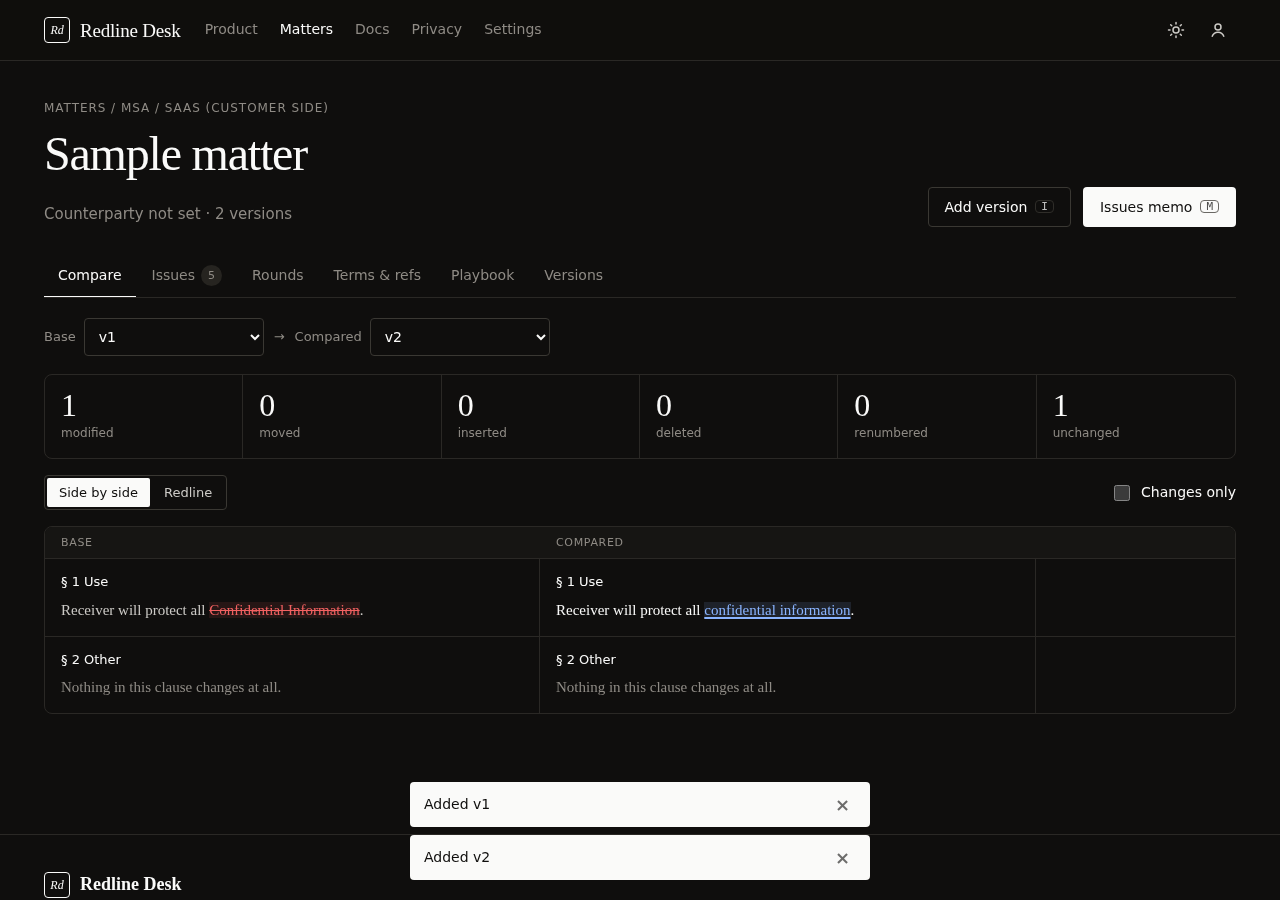 Rd Redline Desk Product Matters Docs Privacy Settings
MATTERS / MSA / SAAS (CUSTOMER SIDE)
Sample matter
Counterparty not set · 2 versions
Add version I Issues memo M
Compare Issues 5 Rounds Terms & refs Playbook Versions
Base v1 → Compared v2
1 0 0 0 0 1
modified moved inserted deleted renumbered unchanged
Side by side Redline Changes only
BASE COMPARED
§ 1 Use § 1 Use
Receiver will protect all Confidential Information. Receiver will protect all confidential information.
§ 2 Other § 2 Other
Nothing in this clause changes at all. Nothing in this clause changes at all.
Added v1 ×
Added v2 ×
Rd Redline Desk